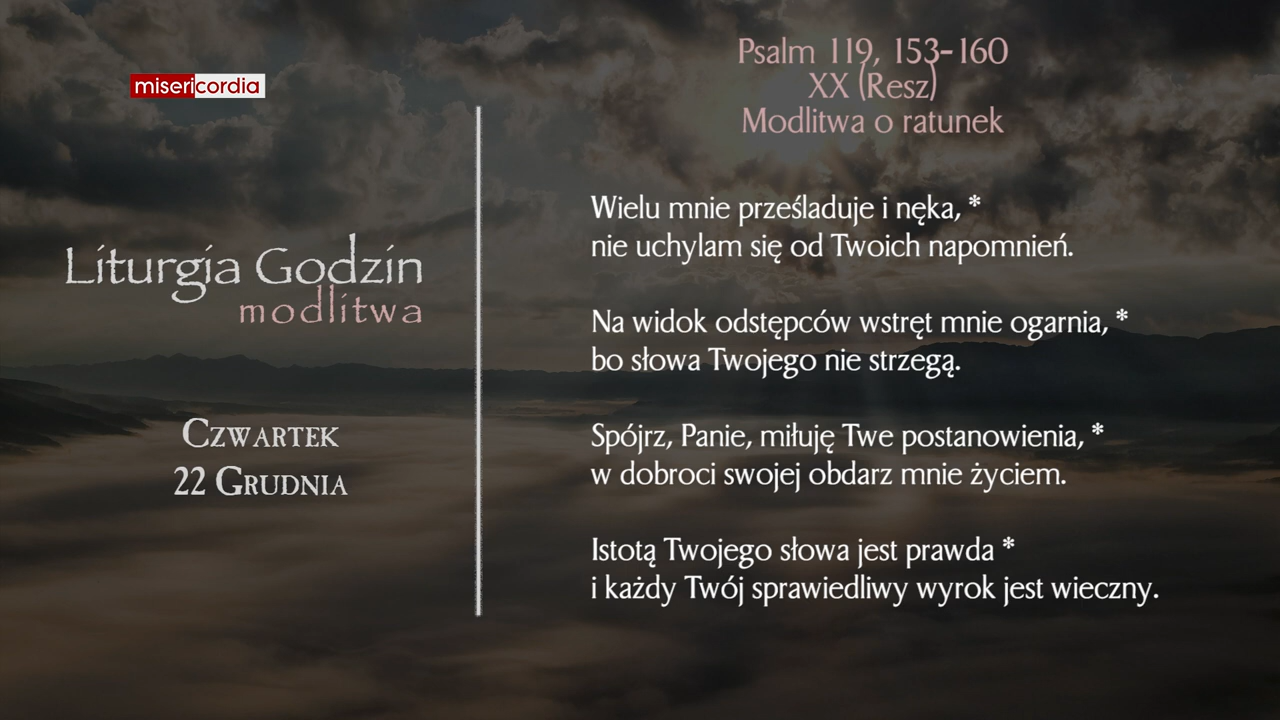 misericordia
Liturgia Godzin
modlitwa
Czwartek
22 Grudnia
Psalm 119, 153-160
XX (Resz)
Modlitwa o ratunek
Wielu mnie prześladuje i nęka, *
nie uchylam się od Twoich napomnień.
Na widok odstępców wstręt mnie ogarnia, *
bo słowa Twojego nie strzegą.
Spójrz, Panie, miłuję Twe postanowienia, *
w dobroci swojej obdarz mnie życiem.
Istotą Twojego słowa jest prawda *
i każdy Twój sprawiedliwy wyrok jest wieczny.